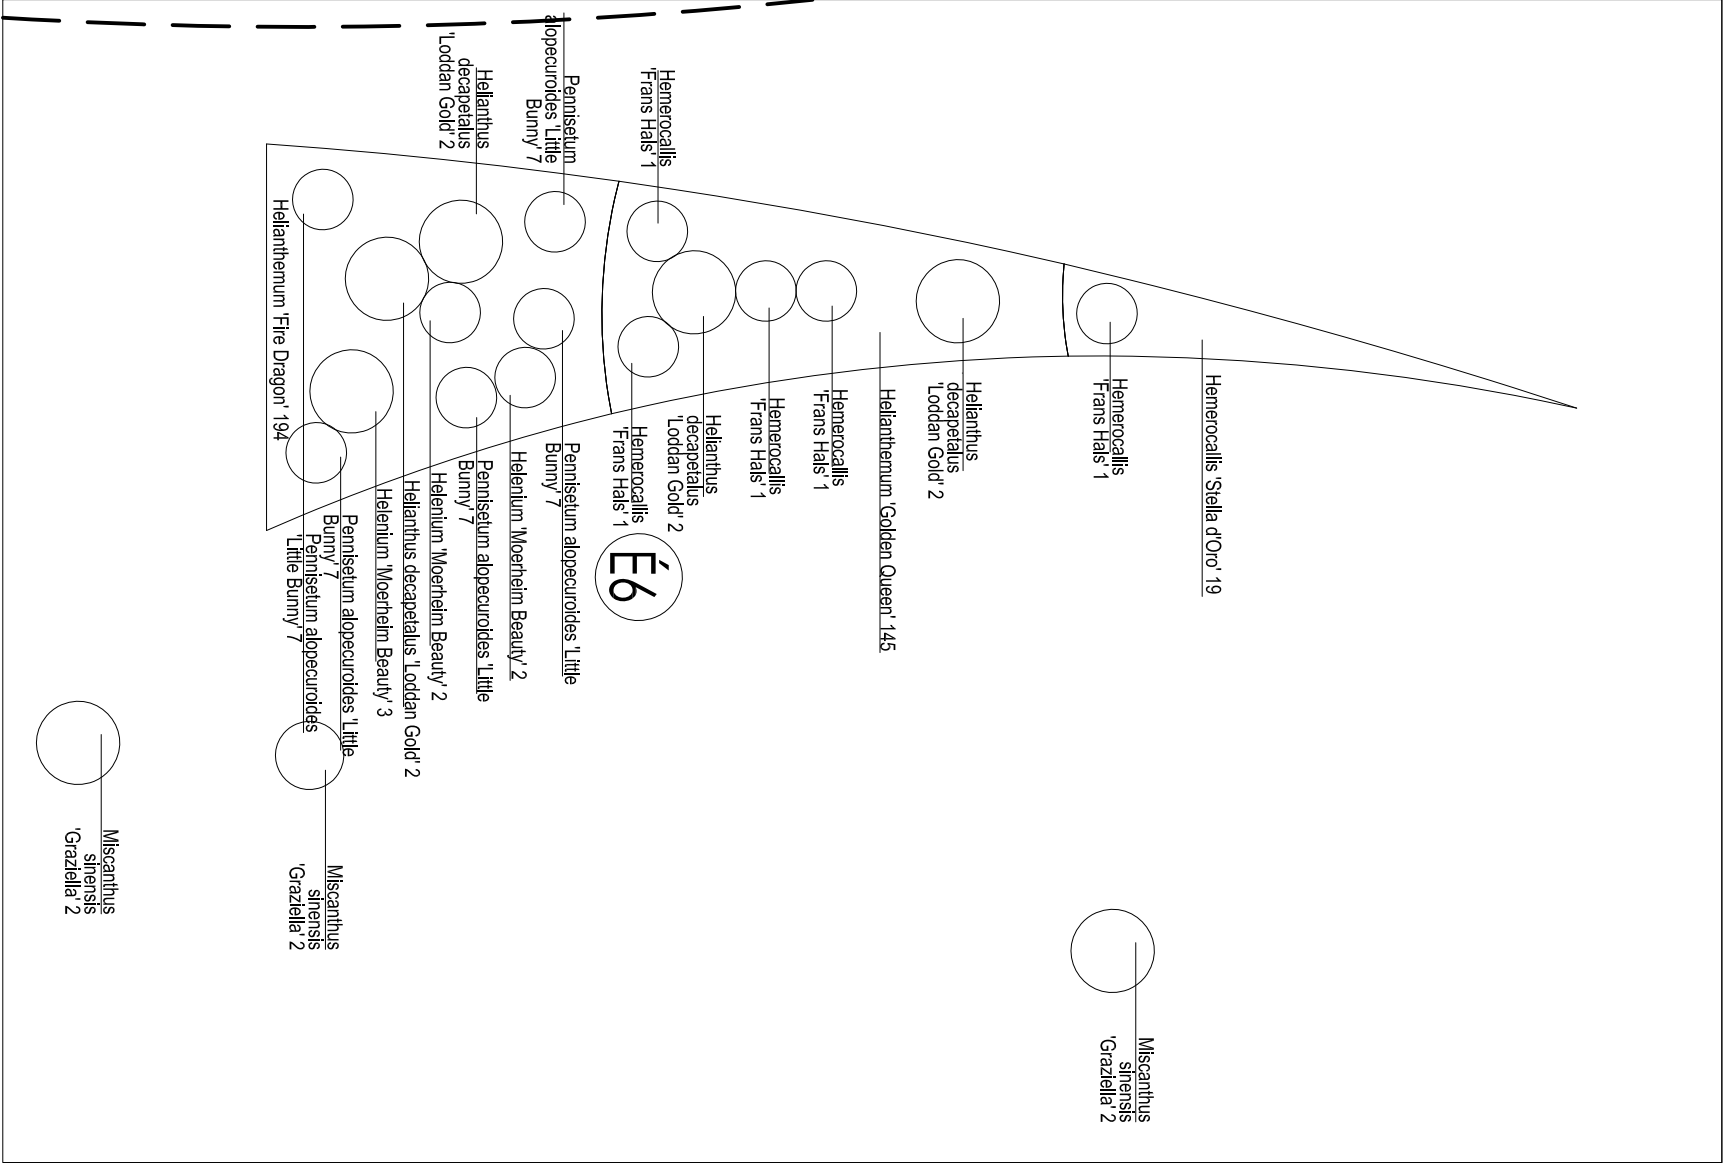 Helianthus
decapetalus
'Loddan Gold' 2
Pennisetum
alopecuroides 'Little
Bunny' 7
Hemerocallis
'Frans Hals' 1
Helianthemum 'Fire Dragon' 194
Pennisetum alopecuroides
'Little Bunny' 7
Pennisetum alopecuroides 'Little
Bunny' 7
Helenium 'Moerheim Beauty' 3
Helianthus decapetalus 'Loddan Gold' 2
Helenium 'Moerheim Beauty' 2
Pennisetum alopecuroides 'Little
Bunny' 7
Helenium 'Moerheim Beauty' 2
Pennisetum alopecuroides 'Little
Bunny' 7
Hemerocallis
'Frans Hals' 1
É6
Helianthus
decapetalus
'Loddan Gold' 2
Hemerocallis
'Frans Hals' 1
Hemerocallis
'Frans Hals' 1
Helianthemum 'Golden Queen' 145
Helianthus
decapetalus
'Loddan Gold' 2
Hemerocallis
'Frans Hals' 1
Hemerocallis 'Stella d'Oro' 19
Miscanthus
sinensis
'Graziella' 2
Miscanthus
sinensis
'Graziella' 2
Miscanthus
sinensis
'Graziella' 2